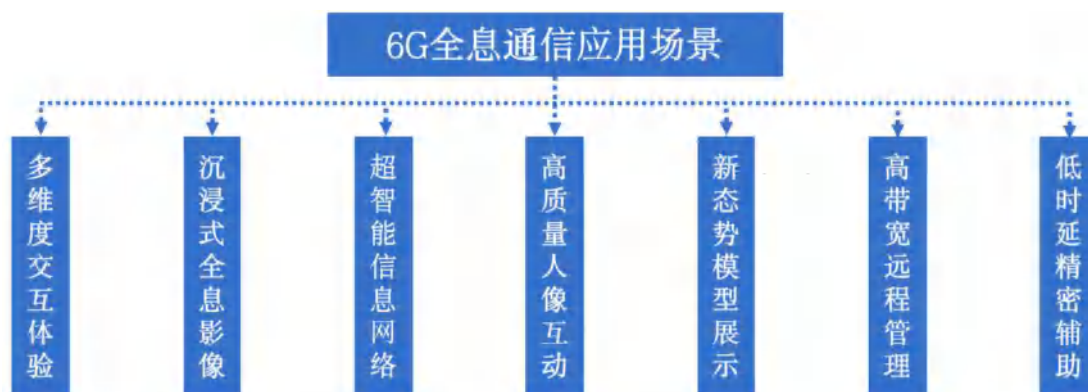 6G全息通信应用场景
多维度交互体验
沉浸式全息影像
超智能信息网络
高质量人像互动
新态势模型展示
高带宽远程管理
低时延精密辅助